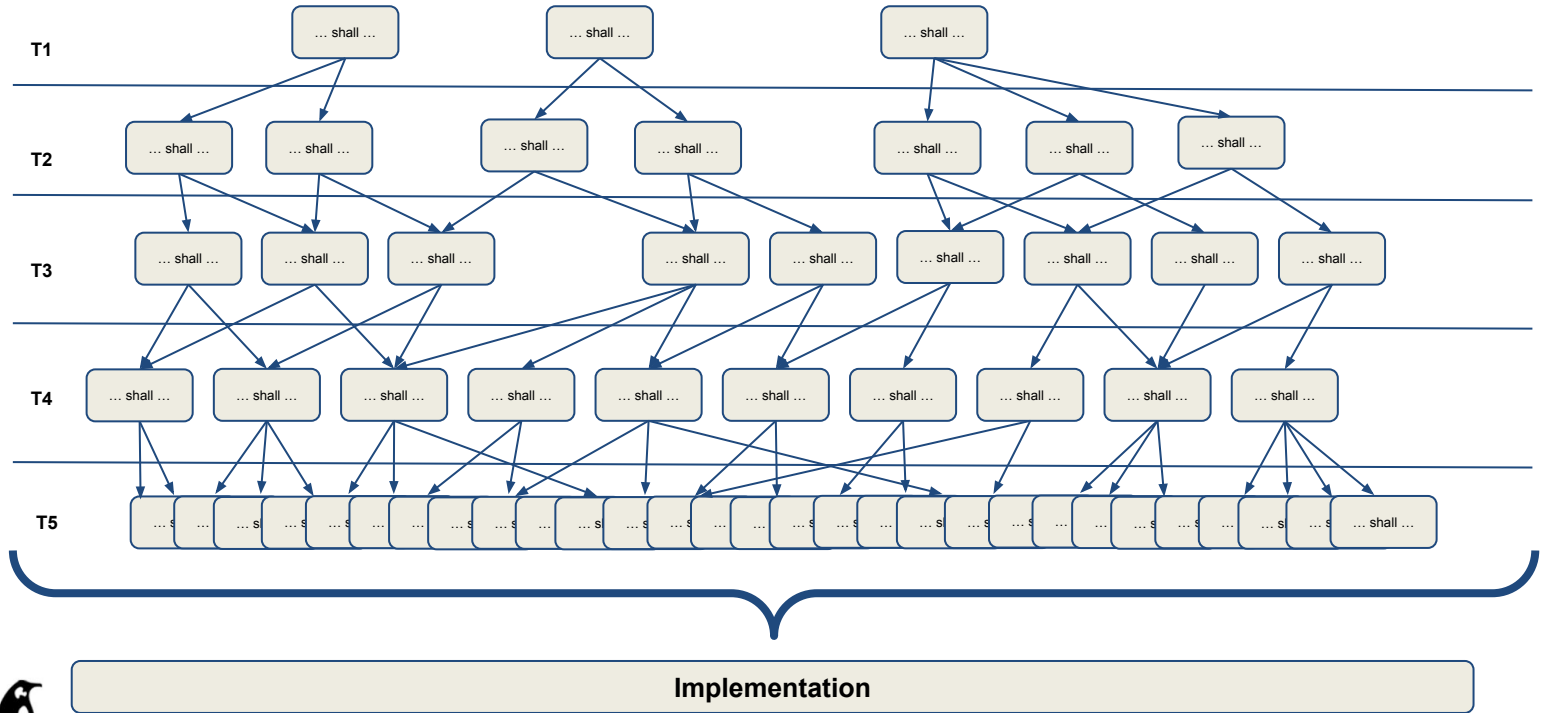 T1 … shall … … shall … … shall …
T2 … shall … … shall … … shall … … shall … … shall … … shall … … shall …
T3 … shall … … shall … … shall … … shall … … shall … … shall … … shall … … shall … … shall …
T4 … shall … … shall … … shall … … shall … … shall … … shall … … shall … … shall … … shall … … shall …
T5 … shall …
Implementation